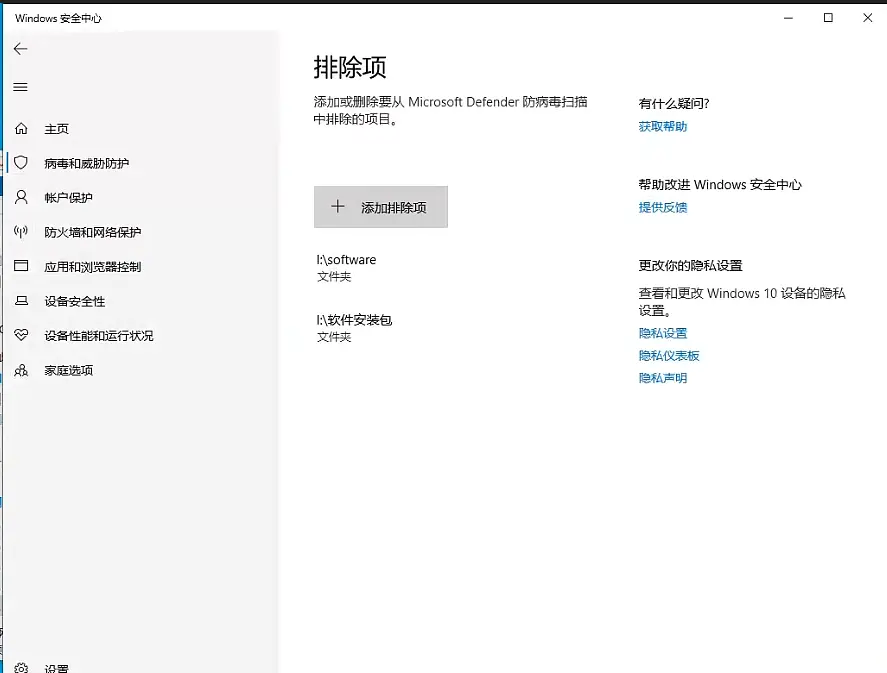 Windows 安全中心
主页
病毒和威胁防护
帐户保护
防火墙和网络保护
应用和浏览器控制
设备安全性
设备性能和运行状况
家庭选项
设置
排除项
添加或删除要从 Microsoft Defender 防病毒扫描
中排除的项目。
添加排除项
I:\software
文件夹
I:\软件安装包
文件夹
有什么疑问?
获取帮助
帮助改进 Windows 安全中心
提供反馈
更改你的隐私设置
查看和更改 Windows 10 设备的隐私
设置。
隐私设置
隐私仪表板
隐私声明